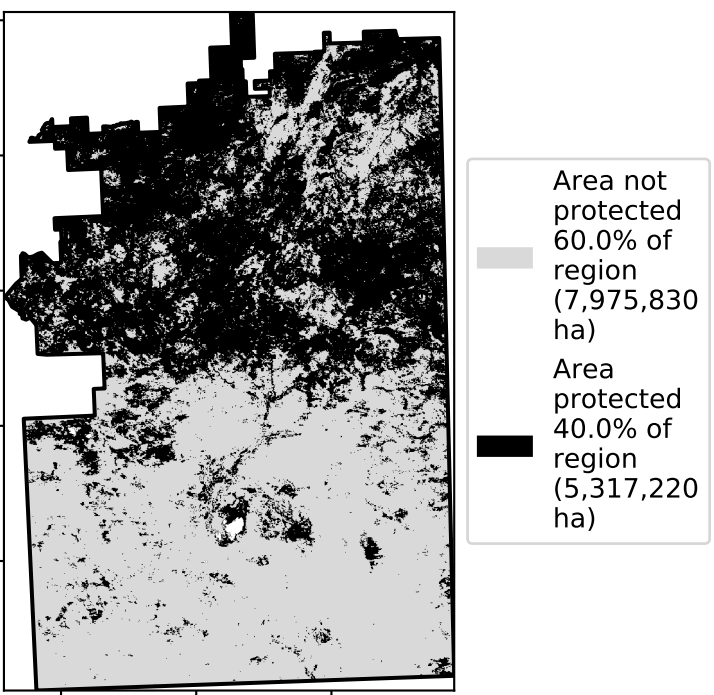 Area not
protected
60.0% of
region
(7,975,830
ha)
Area
protected
40.0% of
region
(5,317,220
ha)